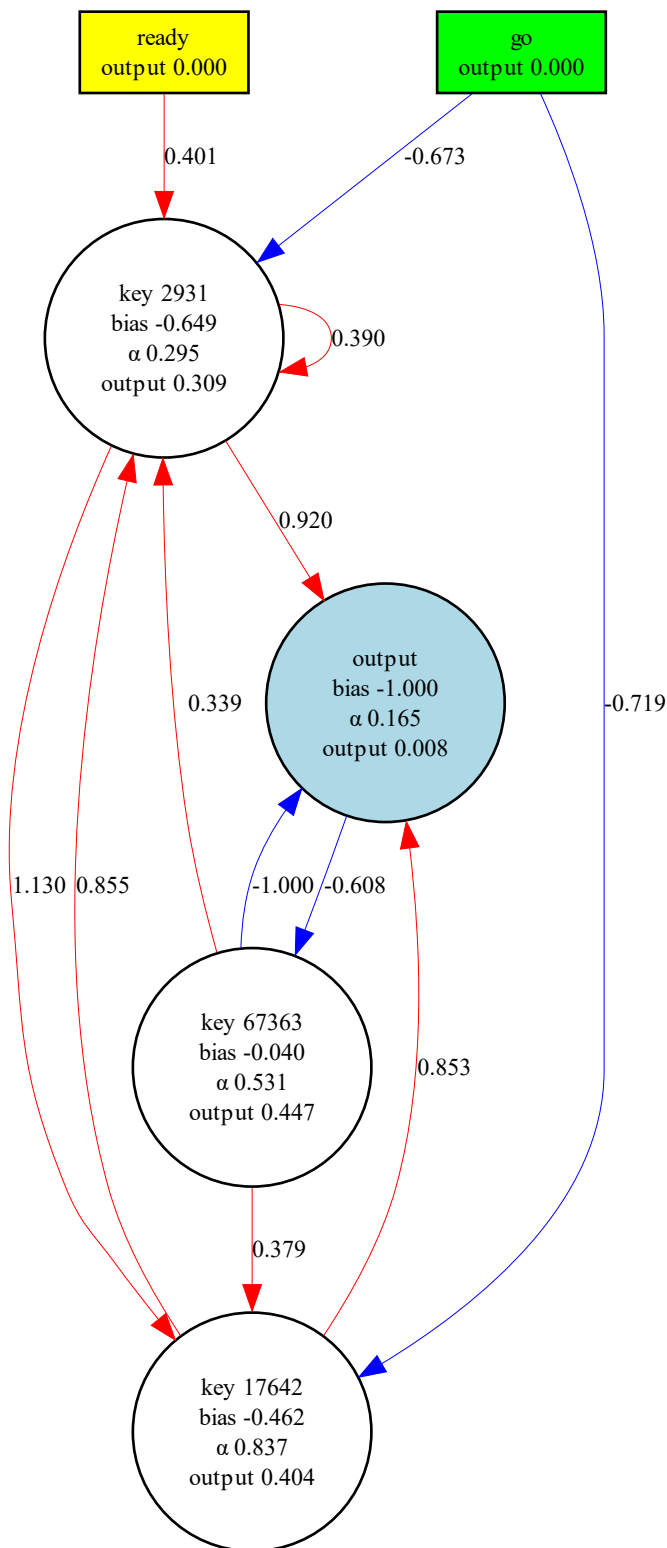 ready
output 0.000
go
output 0.000
0.401
-0.673
key 2931
bias -0.649
α 0.295
output 0.309
0.390
0.920
output
bias -1.000
α 0.165
output 0.008
0.339
-0.719
1.130
0.855
-1.000
-0.608
key 67363
bias -0.040
α 0.531
output 0.447
0.853
0.379
key 17642
bias -0.462
α 0.837
output 0.404